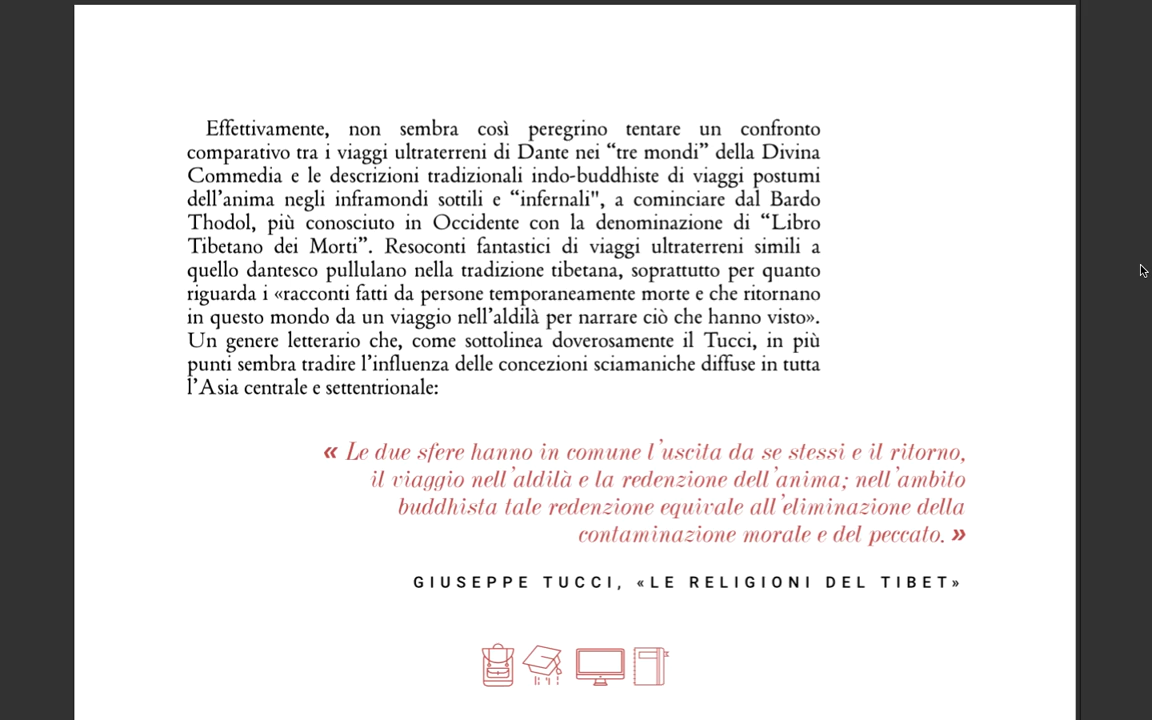 Effettivamente, non sembra così peregrino tentare un confronto
comparativo tra i viaggi ultraterreni di Dante nei “tre mondi” della Divina
Commedia e le descrizioni tradizionali indo-buddhiste di viaggi postumi
dell’anima negli inframondi sottili e “infernali", a cominciare dal Bardo
Thodol, più conosciuto in Occidente con la denominazione di “Libro
Tibetano dei Morti”. Resoconti fantastici di viaggi ultraterreni simili a
quello dantesco pullulano nella tradizione tibetana, soprattutto per quanto
riguarda i «racconti fatti da persone temporaneamente morte e che ritornano
in questo mondo da un viaggio nell’aldilà per narrare ciò che hanno visto».
Un genere letterario che, come sottolinea doverosamente il Tucci, in più
punti sembra tradire l’influenza delle concezioni sciamaniche diffuse in tutta
l’Asia centrale e settentrionale:
« Le due sfere hanno in comune l'uscita da se stessi e il ritorno,
il viaggio nell'aldilà e la redenzione dell'anima; nell'ambito
buddhista tale redenzione equivale all'eliminazione della
contaminazione morale e del peccato. »
GIUSEPPE TUCCI, «LE RELIGIONI DEL TIBET»